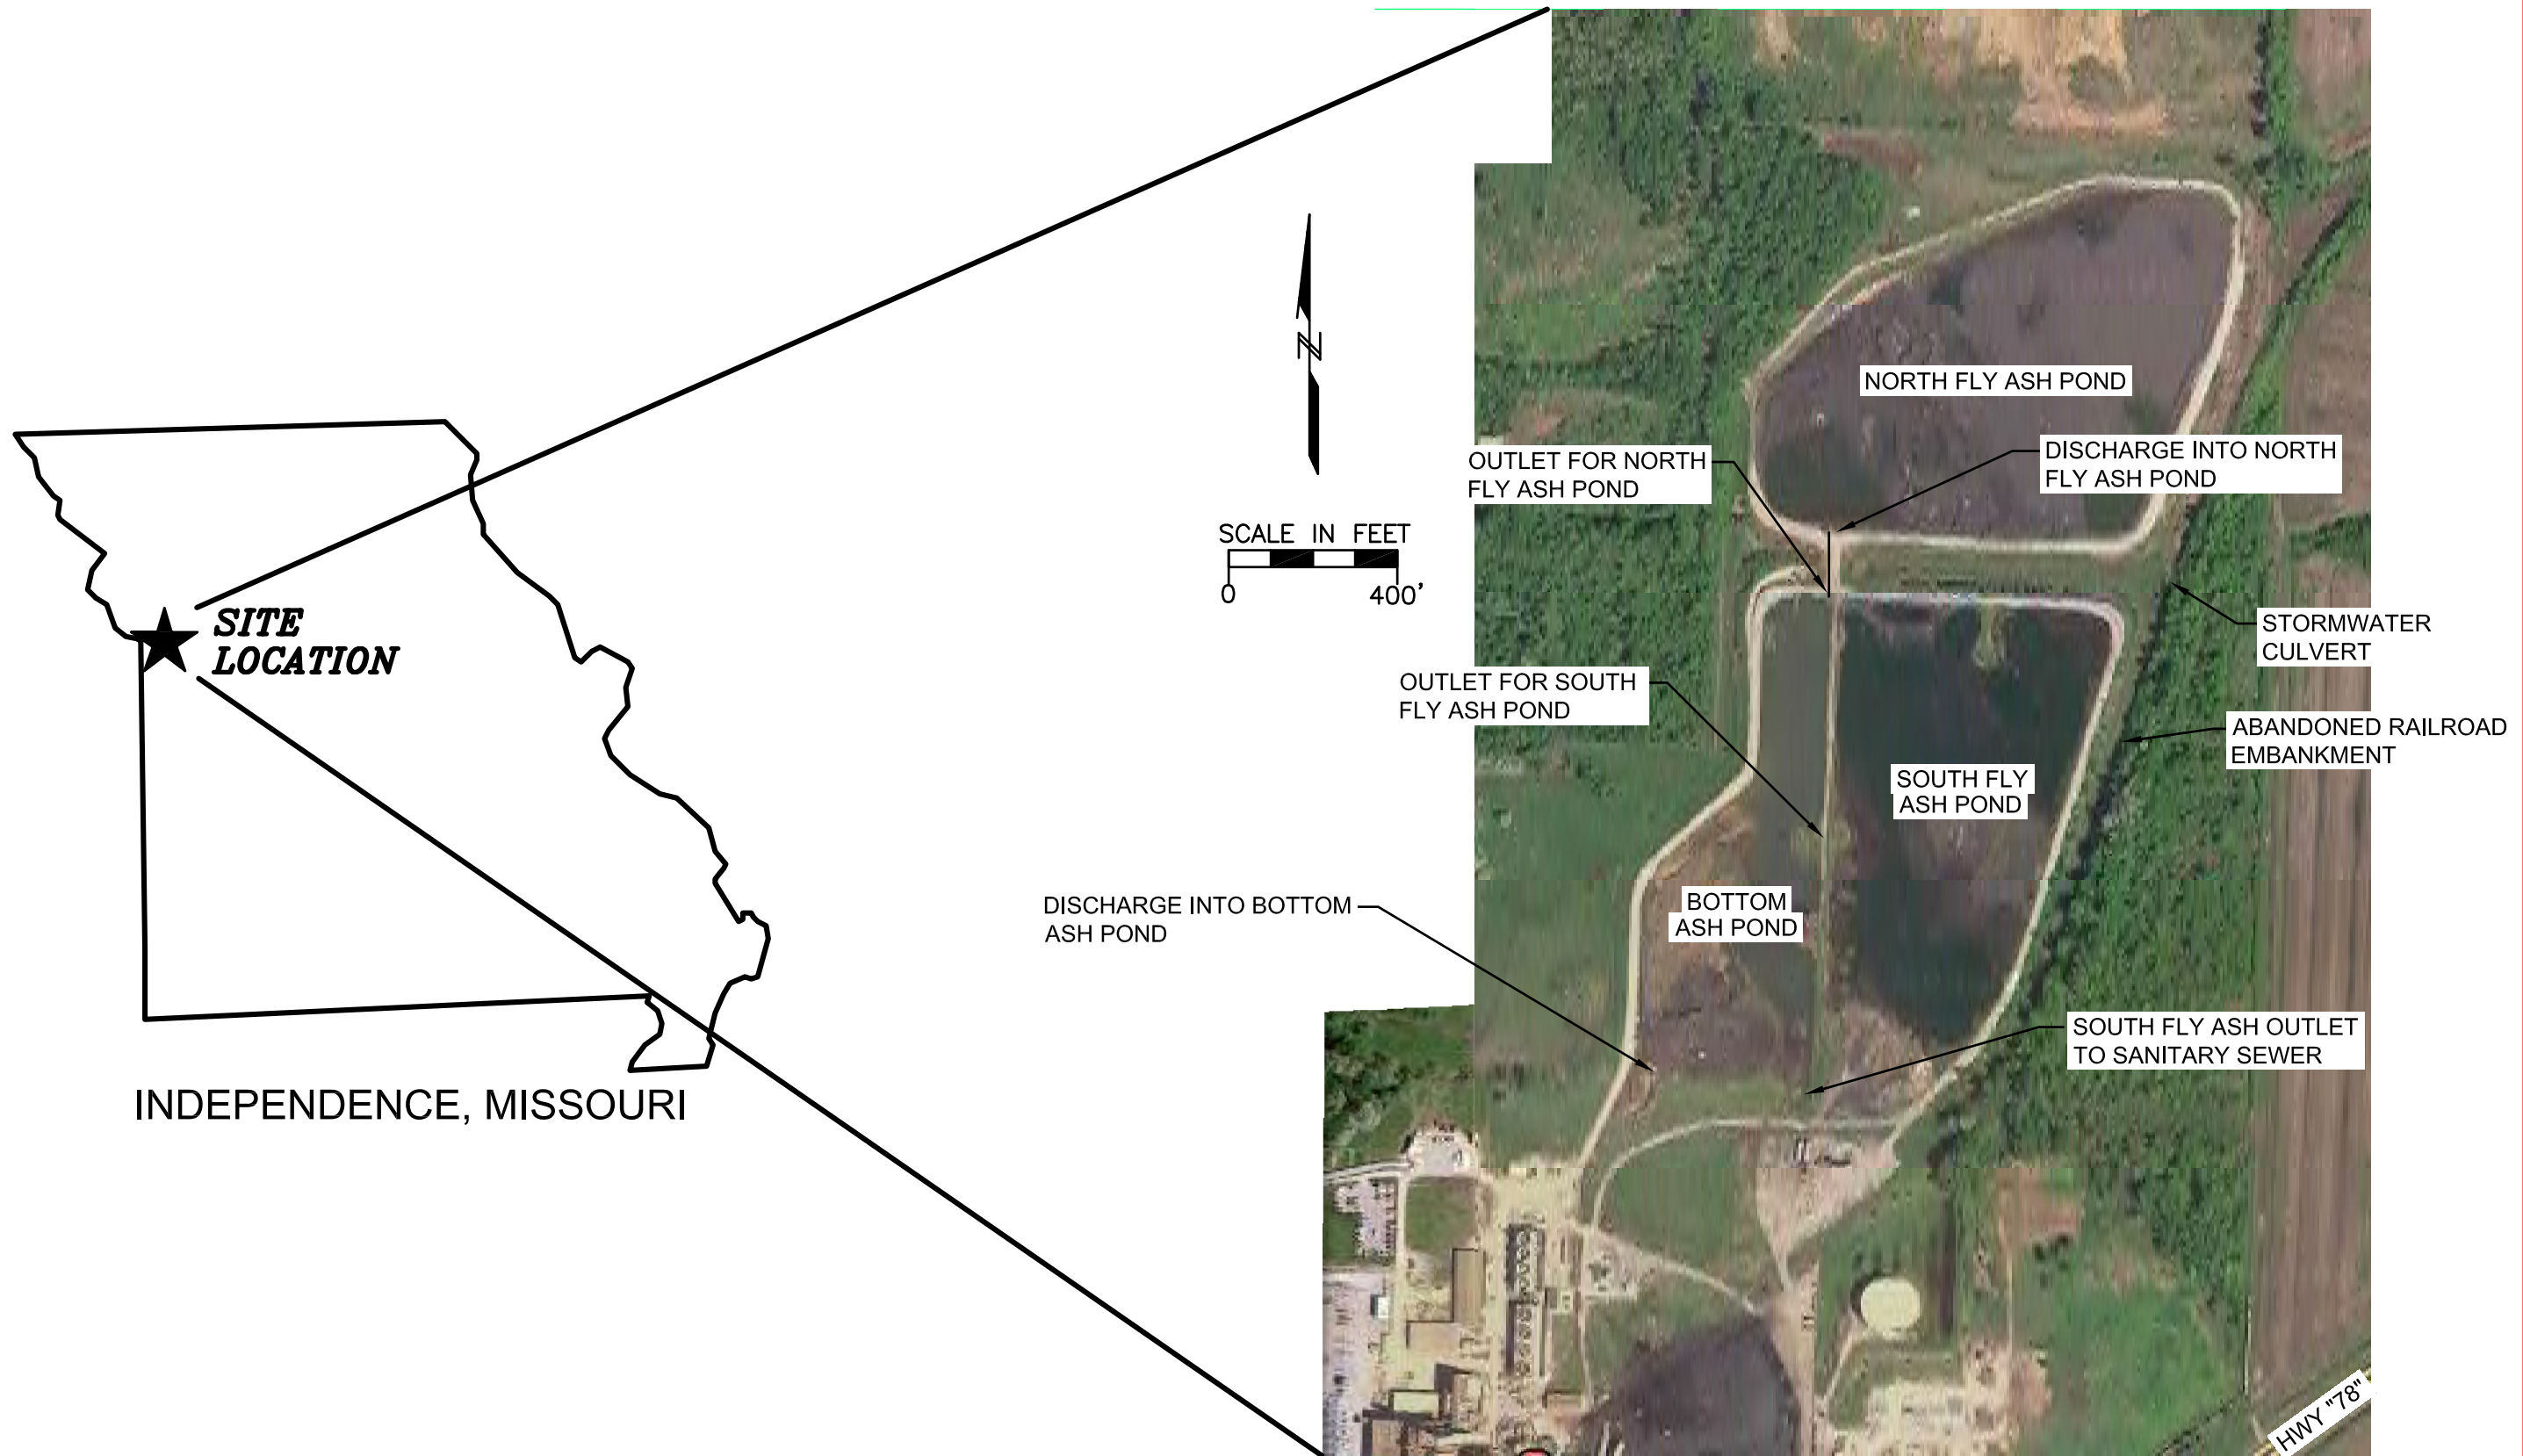 N
SCALE IN FEET
0 400'
SITE
LOCATION
INDEPENDENCE, MISSOURI
NORTH FLY ASH POND
OUTLET FOR NORTH
FLY ASH POND
DISCHARGE INTO NORTH
FLY ASH POND
STORMWATER
CULVERT
OUTLET FOR SOUTH
FLY ASH POND
ABANDONED RAILROAD
EMBANKMENT
SOUTH FLY
ASH POND
DISCHARGE INTO BOTTOM
ASH POND
BOTTOM
ASH POND
SOUTH FLY ASH OUTLET
TO SANITARY SEWER
HWY "78"